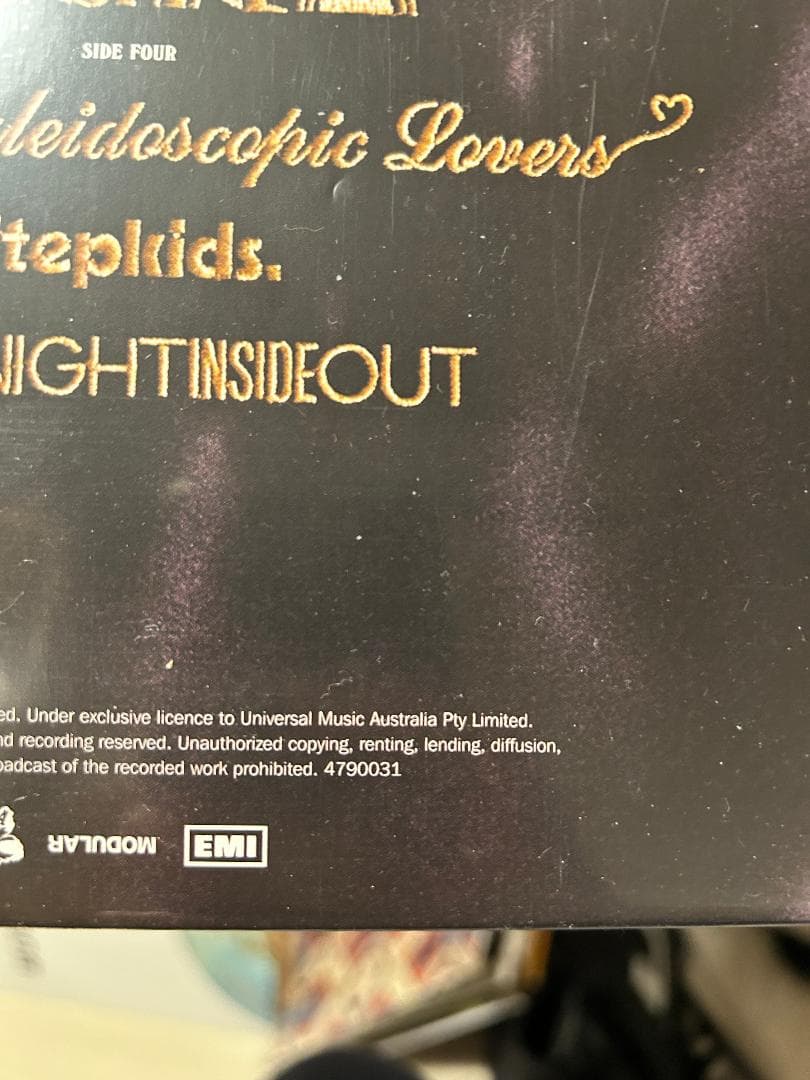 SIDE FOUR
leidoscopic Lovers
tepkids.
NIGHTINSIDEOUT
ed. Under exclusive licence to Universal Music Australia Pty Limited.
nd recording reserved. Unauthorized copying, renting, lending, diffusion,
oadcast of the recorded work prohibited. 4790031
MODULAR EMI